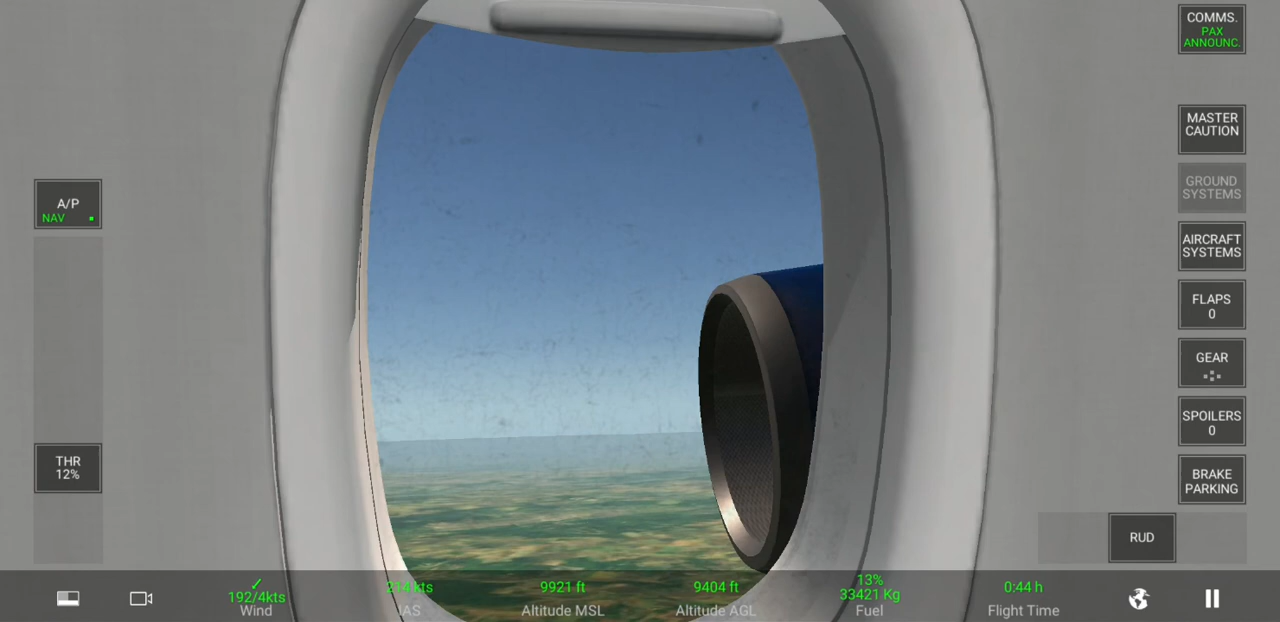 COMMS.
PAX
ANNOUNC.
MASTER
CAUTION
GROUND
SYSTEMS
A/P
NAV
AIRCRAFT
SYSTEMS
FLAPS
0
GEAR
SPOILERS
0
THR
12%
BRAKE
PARKING
RUD
192/4kts
Wind
214 kts
IAS
9921 ft
Altitude MSL
9404 ft
Altitude AGL
13%
33421 Kg
Fuel
0:44 h
Flight Time